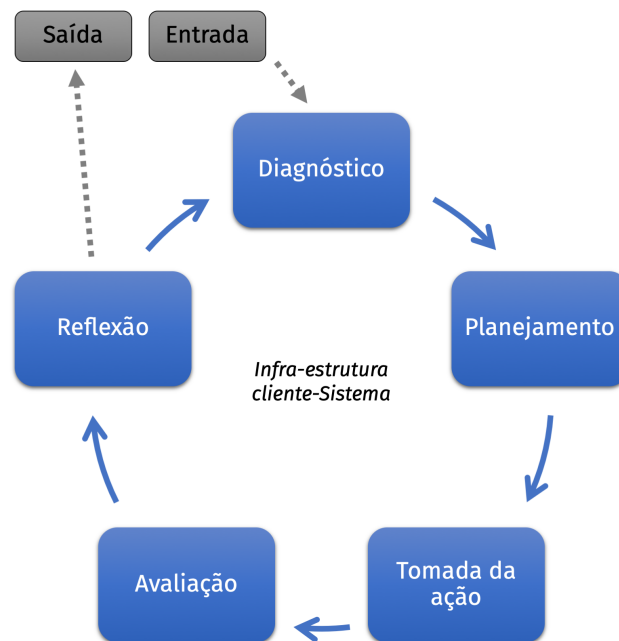 Saída
Entrada
Diagnóstico
Reflexão
Planejamento
Infra-estrutura
cliente-Sistema
Avaliação
Tomada da
ação